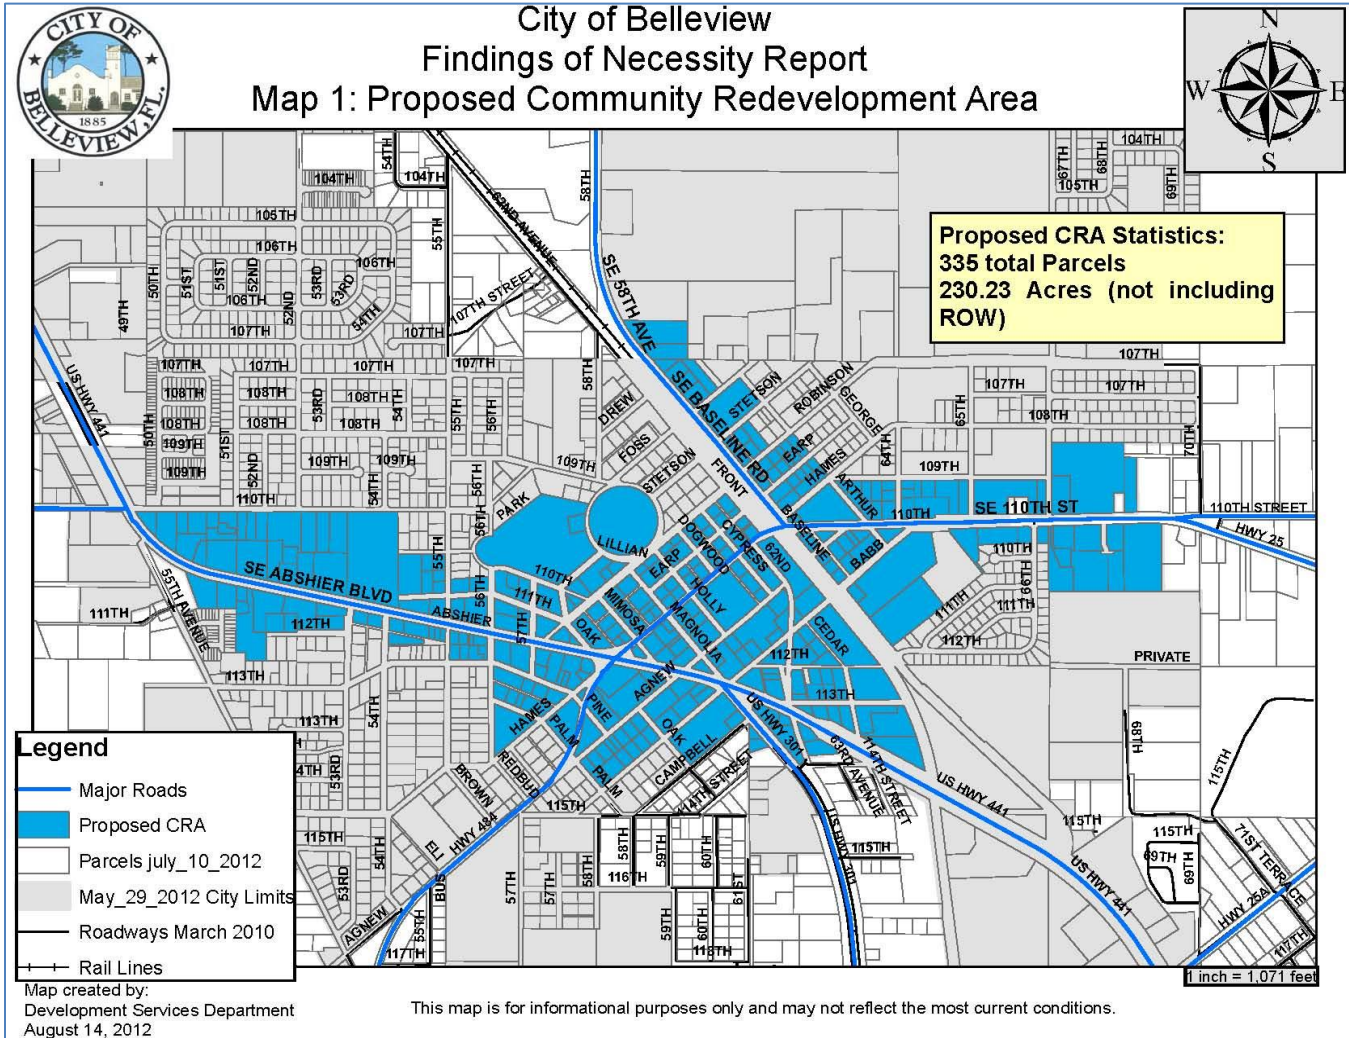 City of Belleview
Findings of Necessity Report
Map 1: Proposed Community Redevelopment Area
CITY OF
BELLEVIEW, FL.
1885
N
W E
S
Proposed CRA Statistics:
335 total Parcels
230.23 Acres (not including
ROW)
54TH
104TH
104TH
58TH
62ND AVENUE
67TH
68TH
104TH
105TH
69TH
105TH
55TH
106TH
106TH
50TH
51ST
51ST
52ND
53RD
53RD
106TH
52ND
54TH
49TH
107TH
107TH
107TH STREET
SE 58TH AVE
US HWY 441
107TH
107TH
107TH
107TH
58TH
107TH
108TH
108TH
53RD
54TH
108TH
108TH
108TH
55TH
56TH
50TH
51ST
109TH
109TH
52ND
109TH
109TH
54TH
110TH
56TH
DREW
FOSS
STETSON
109TH
PARK
SE BASELINE RD
STETSON
ROBINSON
GEORGE
EARP
HAMES
FRONT
ARTHUR
64TH
65TH
107TH
107TH
108TH
109TH
70TH
110TH
SE 110TH ST
110TH STREET
HWY 25
BASELINE
BABB
CYPRESS
62ND
DOGWOOD
LILLIAN
EARP
HOLLY
MIMOSA
MAGNOLIA
OAK
110TH
111TH
56TH
55TH
56TH
57TH
SE ABSHIER BLVD
ABSHIER
55TH AVENUE
111TH
112TH
113TH
110TH
66TH
111TH
111TH
112TH
CEDAR
112TH
113TH
PRIVATE
AGNEW
PINE
HAMES
PALM
OAK
US HWY 301
CAMPBELL
63RD AVENUE
114TH STREET
114TH STREET
US HWY 441
54TH
113TH
53RD
REDBUD
BROWN
PALM
115TH
115TH
54TH
53RD
ELI
HWY 484
BUS
AGNEW
55TH
117TH
57TH
57TH
58TH
58TH
59TH
60TH
116TH
61ST
59TH
60TH
118TH
US HWY 301
115TH
115TH
68TH
115TH
115TH
69TH
69TH
71ST TERRACE
US HWY 441
HWY 25A
117TH
Legend
Major Roads
Proposed CRA
Parcels july_10_2012
May_29_2012 City Limits
Roadways March 2010
Rail Lines
1 inch = 1,071 feet
Map created by:
Development Services Department
August 14, 2012
This map is for informational purposes only and may not reflect the most current conditions.